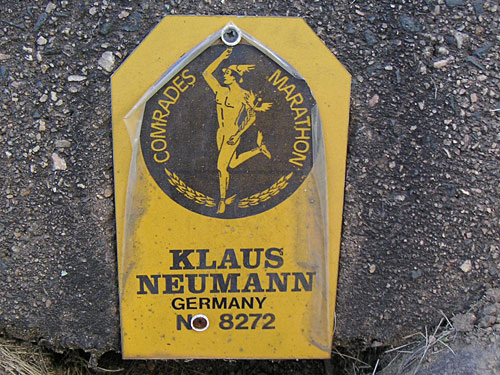 COMRADES MARATHON
KLAUS
NEUMANN
GERMANY
No 8272